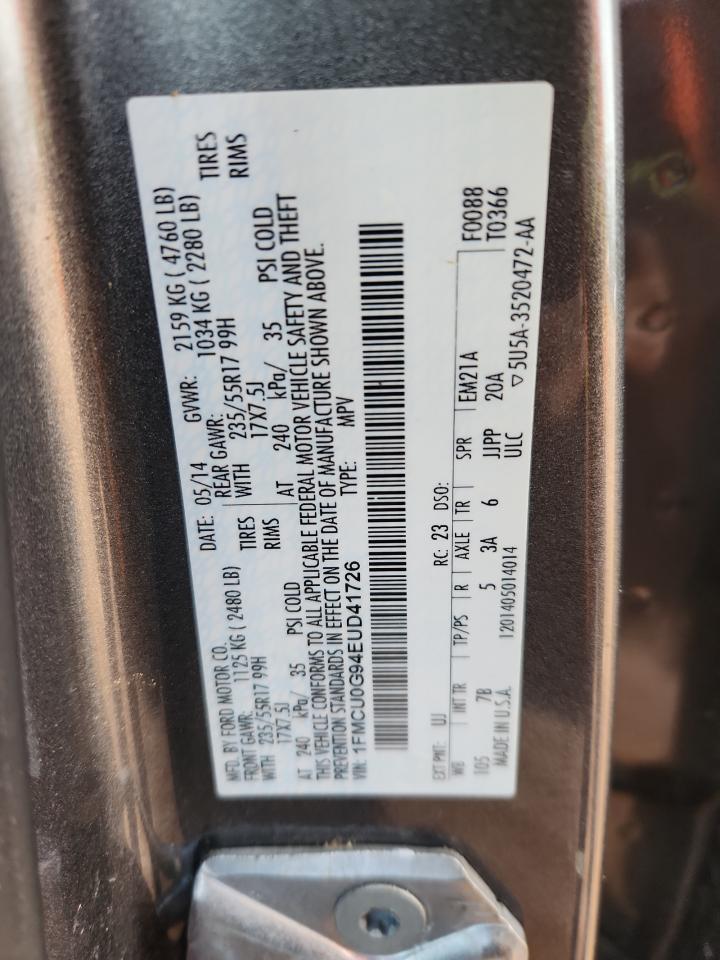 MFD. BY FORD MOTOR CO. DATE: 05/14 GVWR: 2159 KG ( 4760 LB)
FRONT GAWR: 1125 KG ( 2480 LB) REAR GAWR: 1034 KG ( 2280 LB)
WITH 235/55R17 99H TIRES WITH 235/55R17 99H TIRES
17X7.5J RIMS 17X7.5J RIMS
AT 240 kPa/ 35 PSI COLD AT 240 kPa/ 35 PSI COLD
THIS VEHICLE CONFORMS TO ALL APPLICABLE FEDERAL MOTOR VEHICLE SAFETY AND THEFT
PREVENTION STANDARDS IN EFFECT ON THE DATE OF MANUFACTURE SHOWN ABOVE.
VIN: 1FMCU0G94EUD41726 TYPE: MPV
EXT PNT: UJ RC: 23 DSO: F0088
WB INT TR TP/PS R AXLE TR SPR EM21A T0366
105 7B 5 3A 6 JJPP 20A
MADE IN U.S.A. 1201405014014 ULC ▽5U5A-3520472-AA